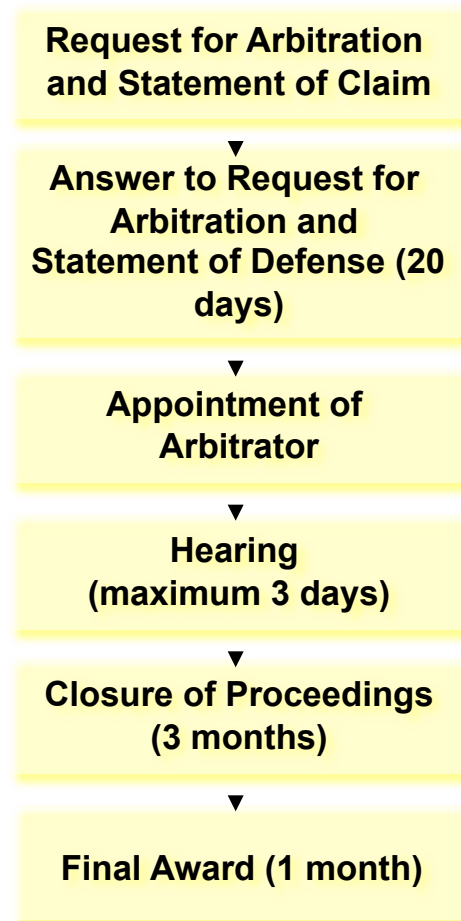 Request for Arbitration
and Statement of Claim
Answer to Request for
Arbitration and
Statement of Defense (20
days)
Appointment of
Arbitrator
Hearing
(maximum 3 days)
Closure of Proceedings
(3 months)
Final Award (1 month)